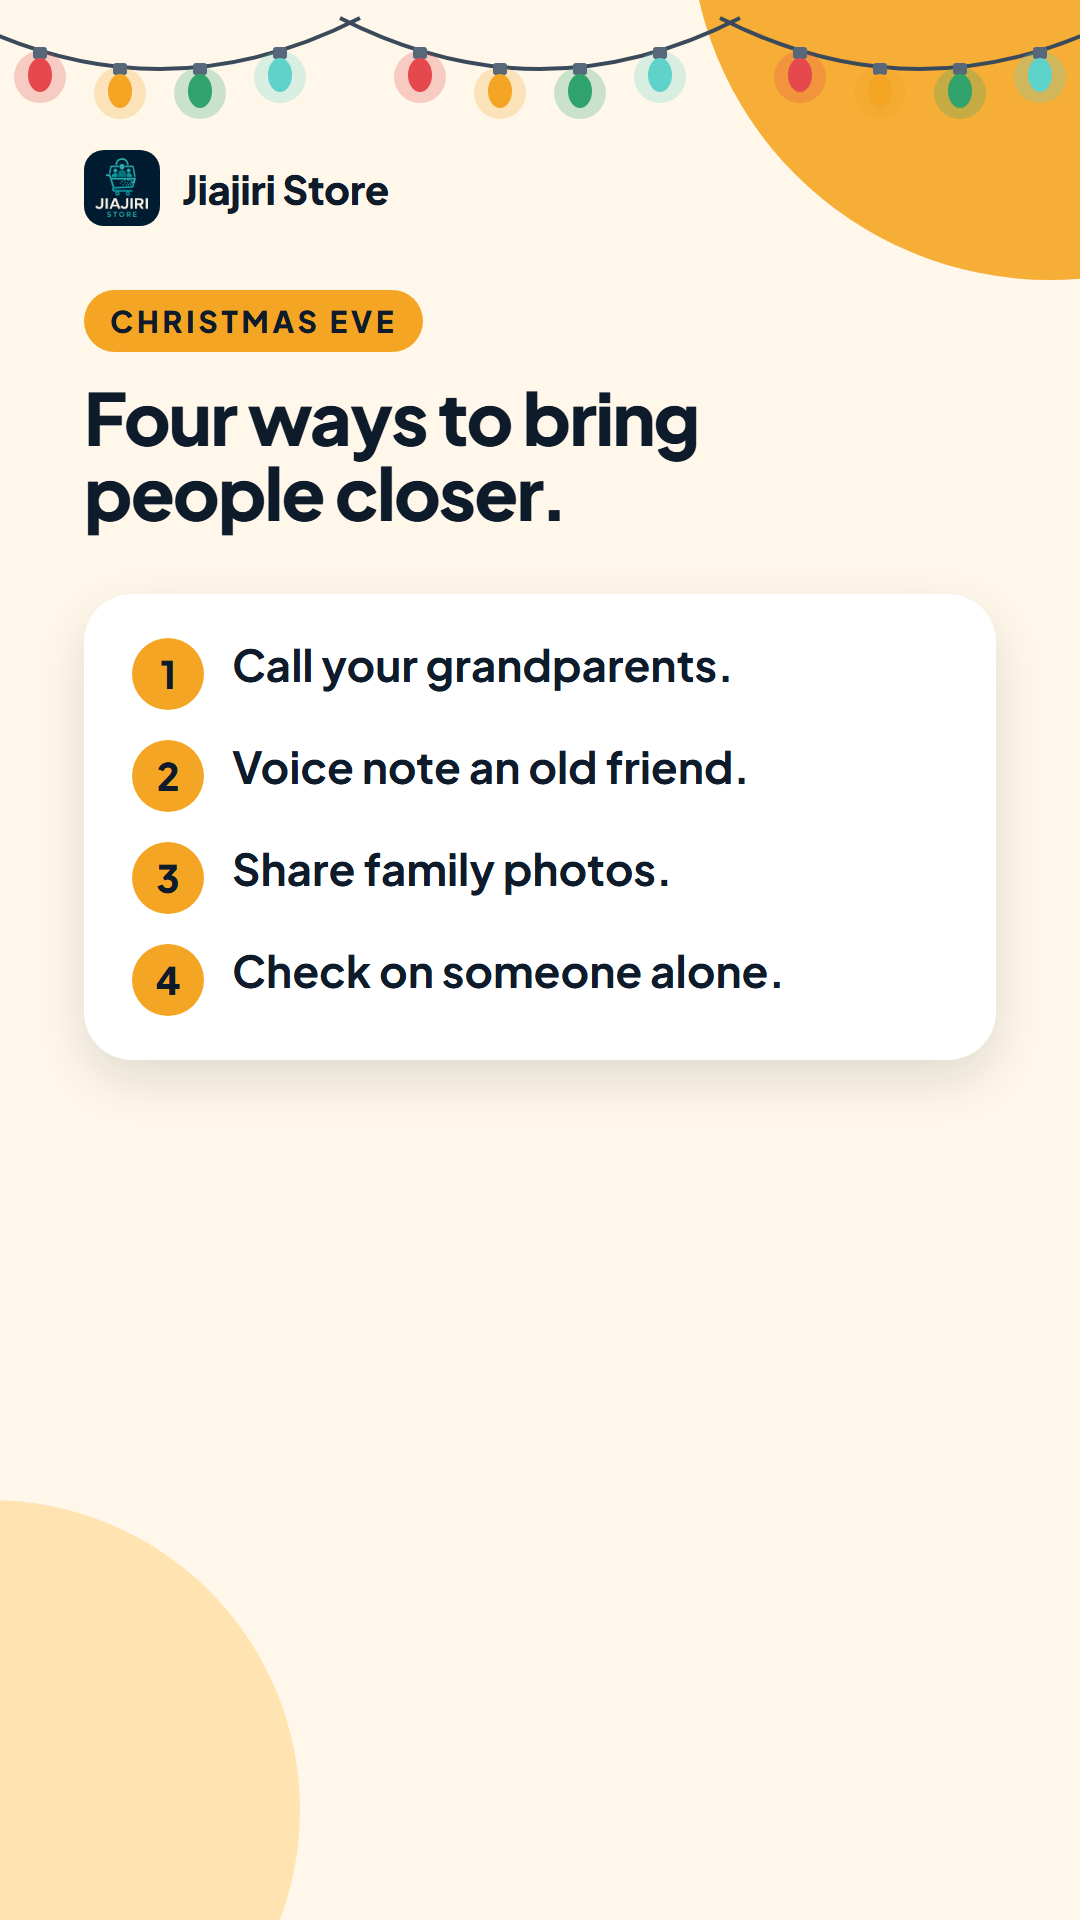 JIAJIRI
STORE
Jiajiri Store
CHRISTMAS EVE
Four ways to bring
people closer.
1 Call your grandparents.
2 Voice note an old friend.
3 Share family photos.
4 Check on someone alone.